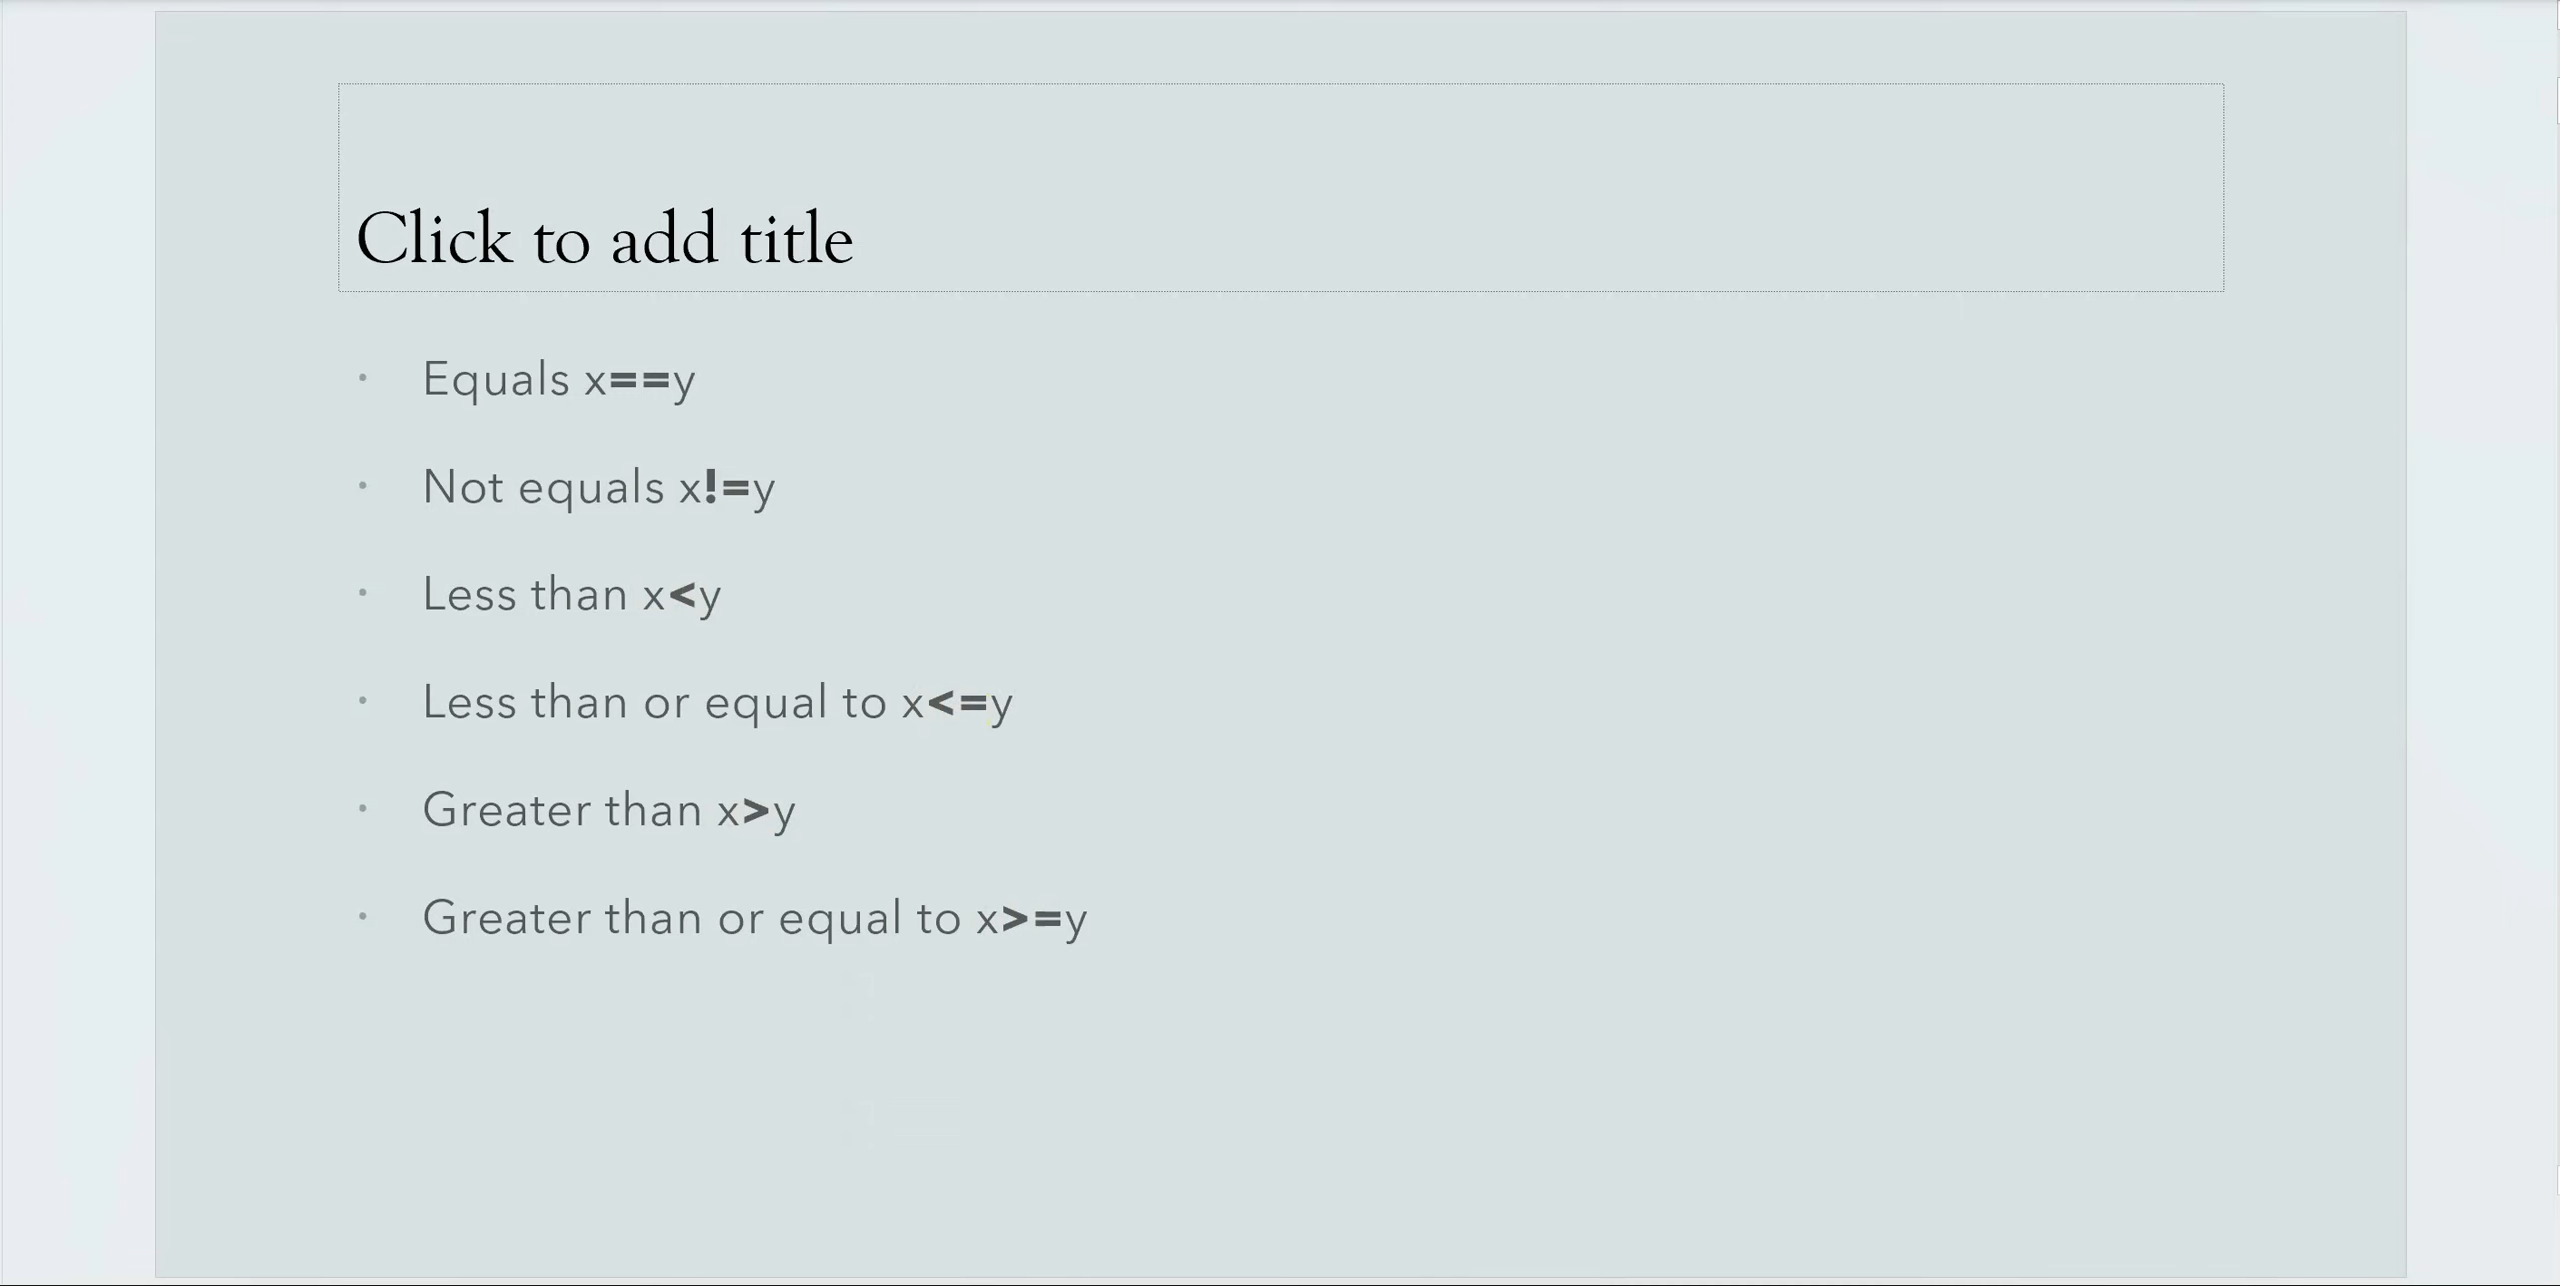 Click to add title
• Equals x==y
• Not equals x!=y
• Less than x<y
• Less than or equal to x<=y
• Greater than x>y
• Greater than or equal to x>=y